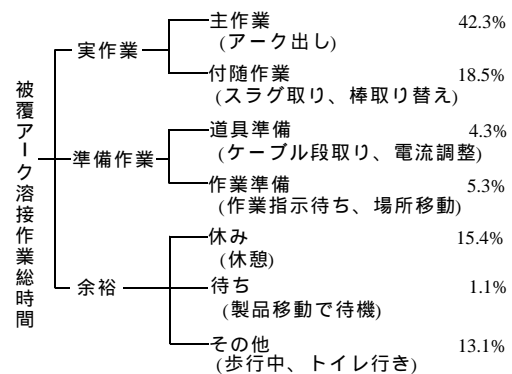 被覆アーク溶接作業総時間
実作業
主作業 42.3%
(アーク出し)
付随作業 18.5%
(スラグ取り、棒取り替え)
準備作業
道具準備 4.3%
(ケーブル段取り、電流調整)
作業準備 5.3%
(作業指示待ち、場所移動)
余裕
休み 15.4%
(休憩)
待ち 1.1%
(製品移動で待機)
その他 13.1%
(歩行中、トイレ行き)